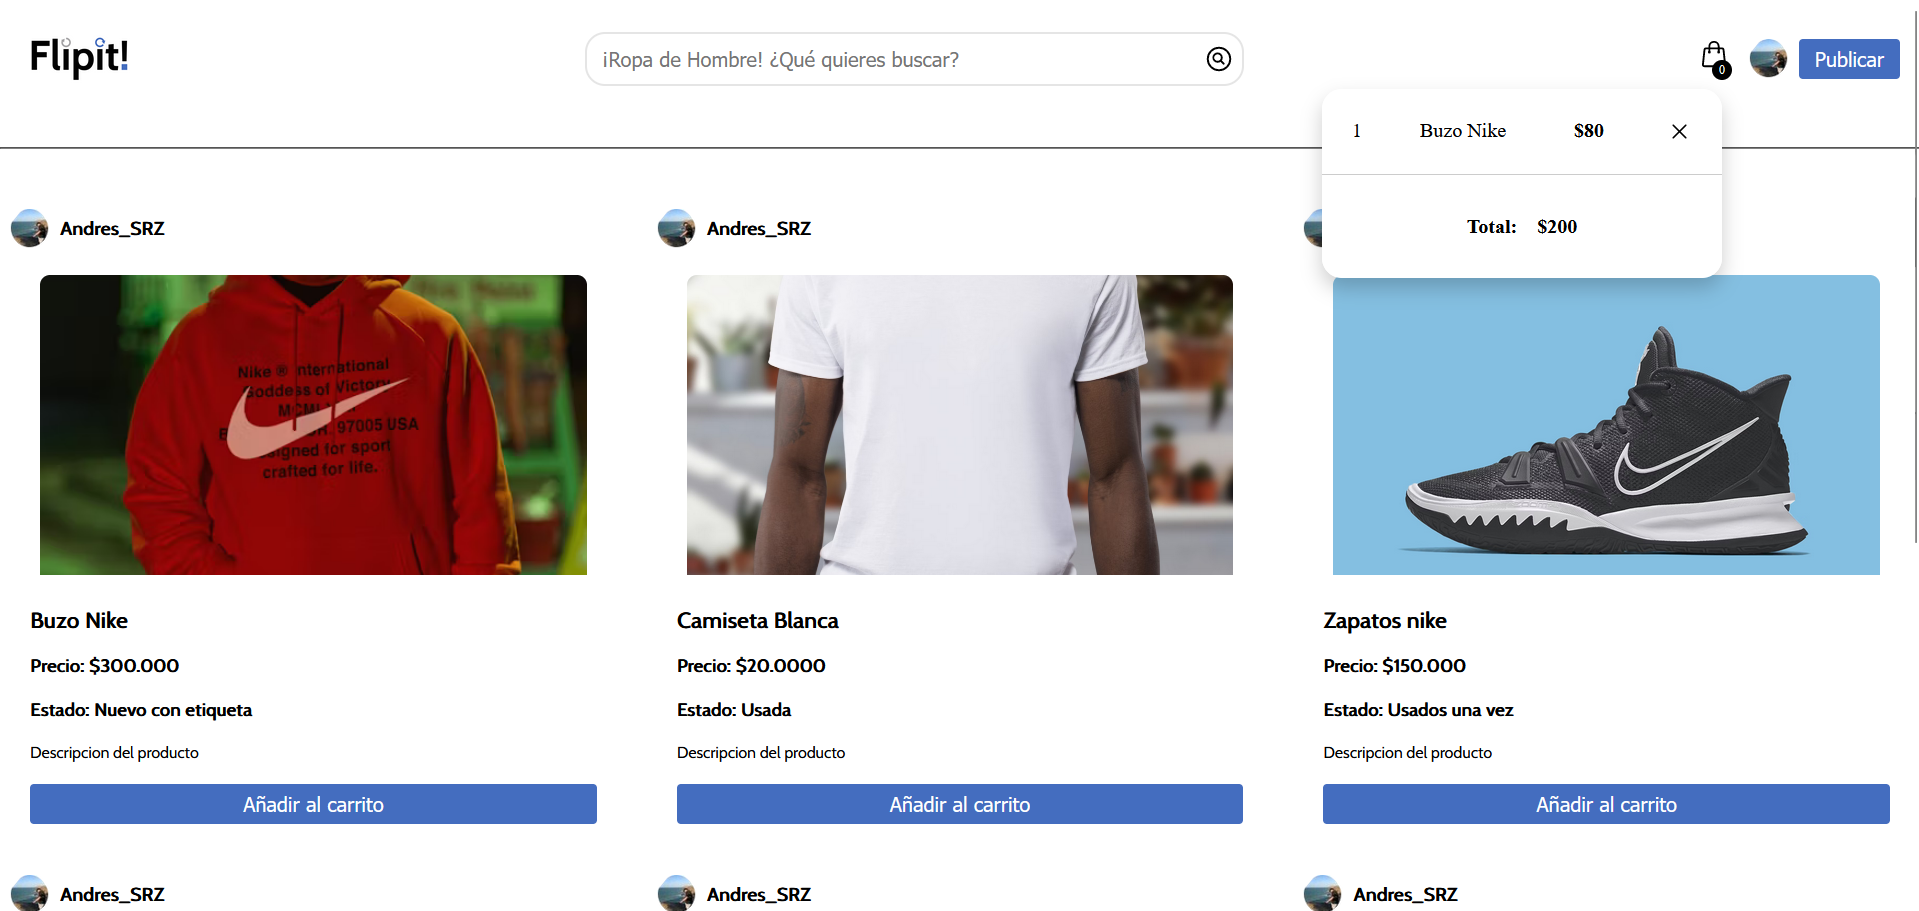 Flipit!
¡Ropa de Hombre! ¿Qué quieres buscar?
0
Publicar
1 Buzo Nike $80
Total: $200
Andres_SRZ
Andres_SRZ
Nike ® International
Goddess of Victory
97005 USA
for sport
crafted for life.
Buzo Nike
Precio: $300.000
Estado: Nuevo con etiqueta
Descripcion del producto
Añadir al carrito
Camiseta Blanca
Precio: $20.0000
Estado: Usada
Descripcion del producto
Añadir al carrito
Zapatos nike
Precio: $150.000
Estado: Usados una vez
Descripcion del producto
Añadir al carrito
Andres_SRZ
Andres_SRZ
Andres_SRZ